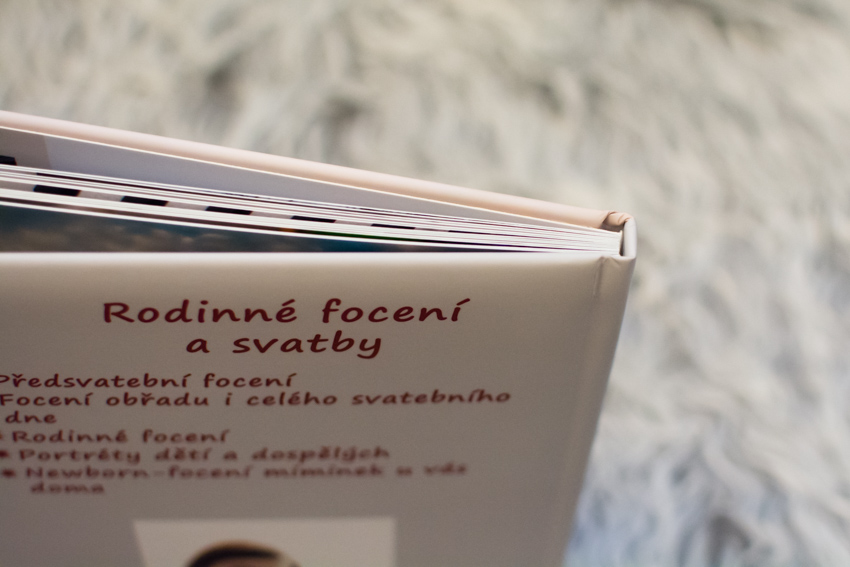 Rodinné focení
a svatby
Předsvatební focení
Focení obřadu i celého svatebního
dne
* Rodinné focení
* Portréty dětí a dospělých
* Newborn-focení mímínek u vás
doma